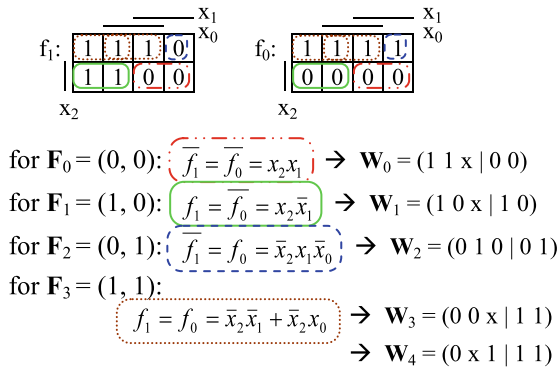 x₁ x₁
x₀ x₀
f₁: 1 1 1 0 f₀: 1 1 1 1
1 1 0 0 0 0 0 0
x₂ x₂
for F₀ = (0, 0): f̅₁ = f̅₀ = x₂x₁ → W₀ = (1 1 x | 0 0)
for F₁ = (1, 0): f₁ = f̅₀ = x₂x̅₁ → W₁ = (1 0 x | 1 0)
for F₂ = (0, 1): f̅₁ = f₀ = x̅₂x₁x̅₀ → W₂ = (0 1 0 | 0 1)
for F₃ = (1, 1):
f₁ = f₀ = x̅₂x̅₁ + x̅₂x₀ → W₃ = (0 0 x | 1 1)
→ W₄ = (0 x 1 | 1 1)